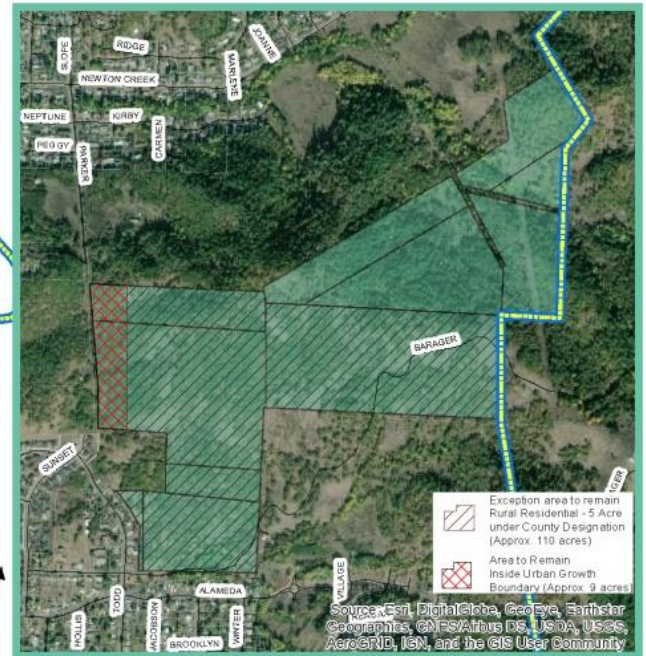 SLOPE
RIDGE
JOANNE
MARLENE
NEWTON CREEK
NEPTUNE
KIRBY
CARMEN
PEGGY
PARKER
BARAGER
SUNSET
Exception area to remain
Rural Residential - 5 Acre
under County Designation
(Approx. 110 acres)
Area to Remain
Inside Urban Growth
Boundary (Approx. 9 acres)
ALAMEDA
VILLAGE
TODD
HOLLIS
JACOBSON
WINTER
BROOKLYN
Source: Esri, DigitalGlobe, GeoEye, Earthstar
Geographics, CNES/Airbus DS, USDA, USGS,
AeroGRID, IGN, and the GIS User Community